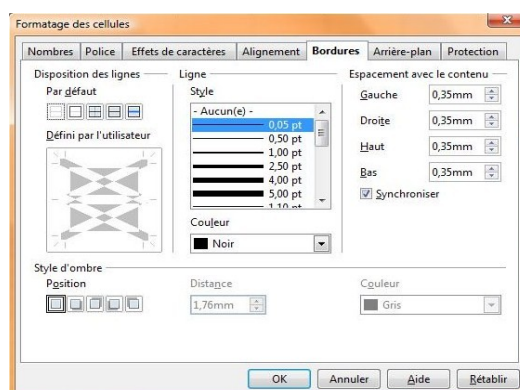 Formatage des cellules
Nombres Police Effets de caractères Alignement Bordures Arrière-plan Protection
Disposition des lignes
Par défaut
Défini par l'utilisateur
Ligne
Style
- Aucun(e) -
0,05 pt
0,50 pt
1,00 pt
2,50 pt
4,00 pt
5,00 pt
1,10 pt
Couleur
Noir
Espacement avec le contenu
Gauche 0,35mm
Droite 0,35mm
Haut 0,35mm
Bas 0,35mm
Synchroniser
Style d'ombre
Position
Distance
1,76mm
Couleur
Gris
OK Annuler Aide Rétablir